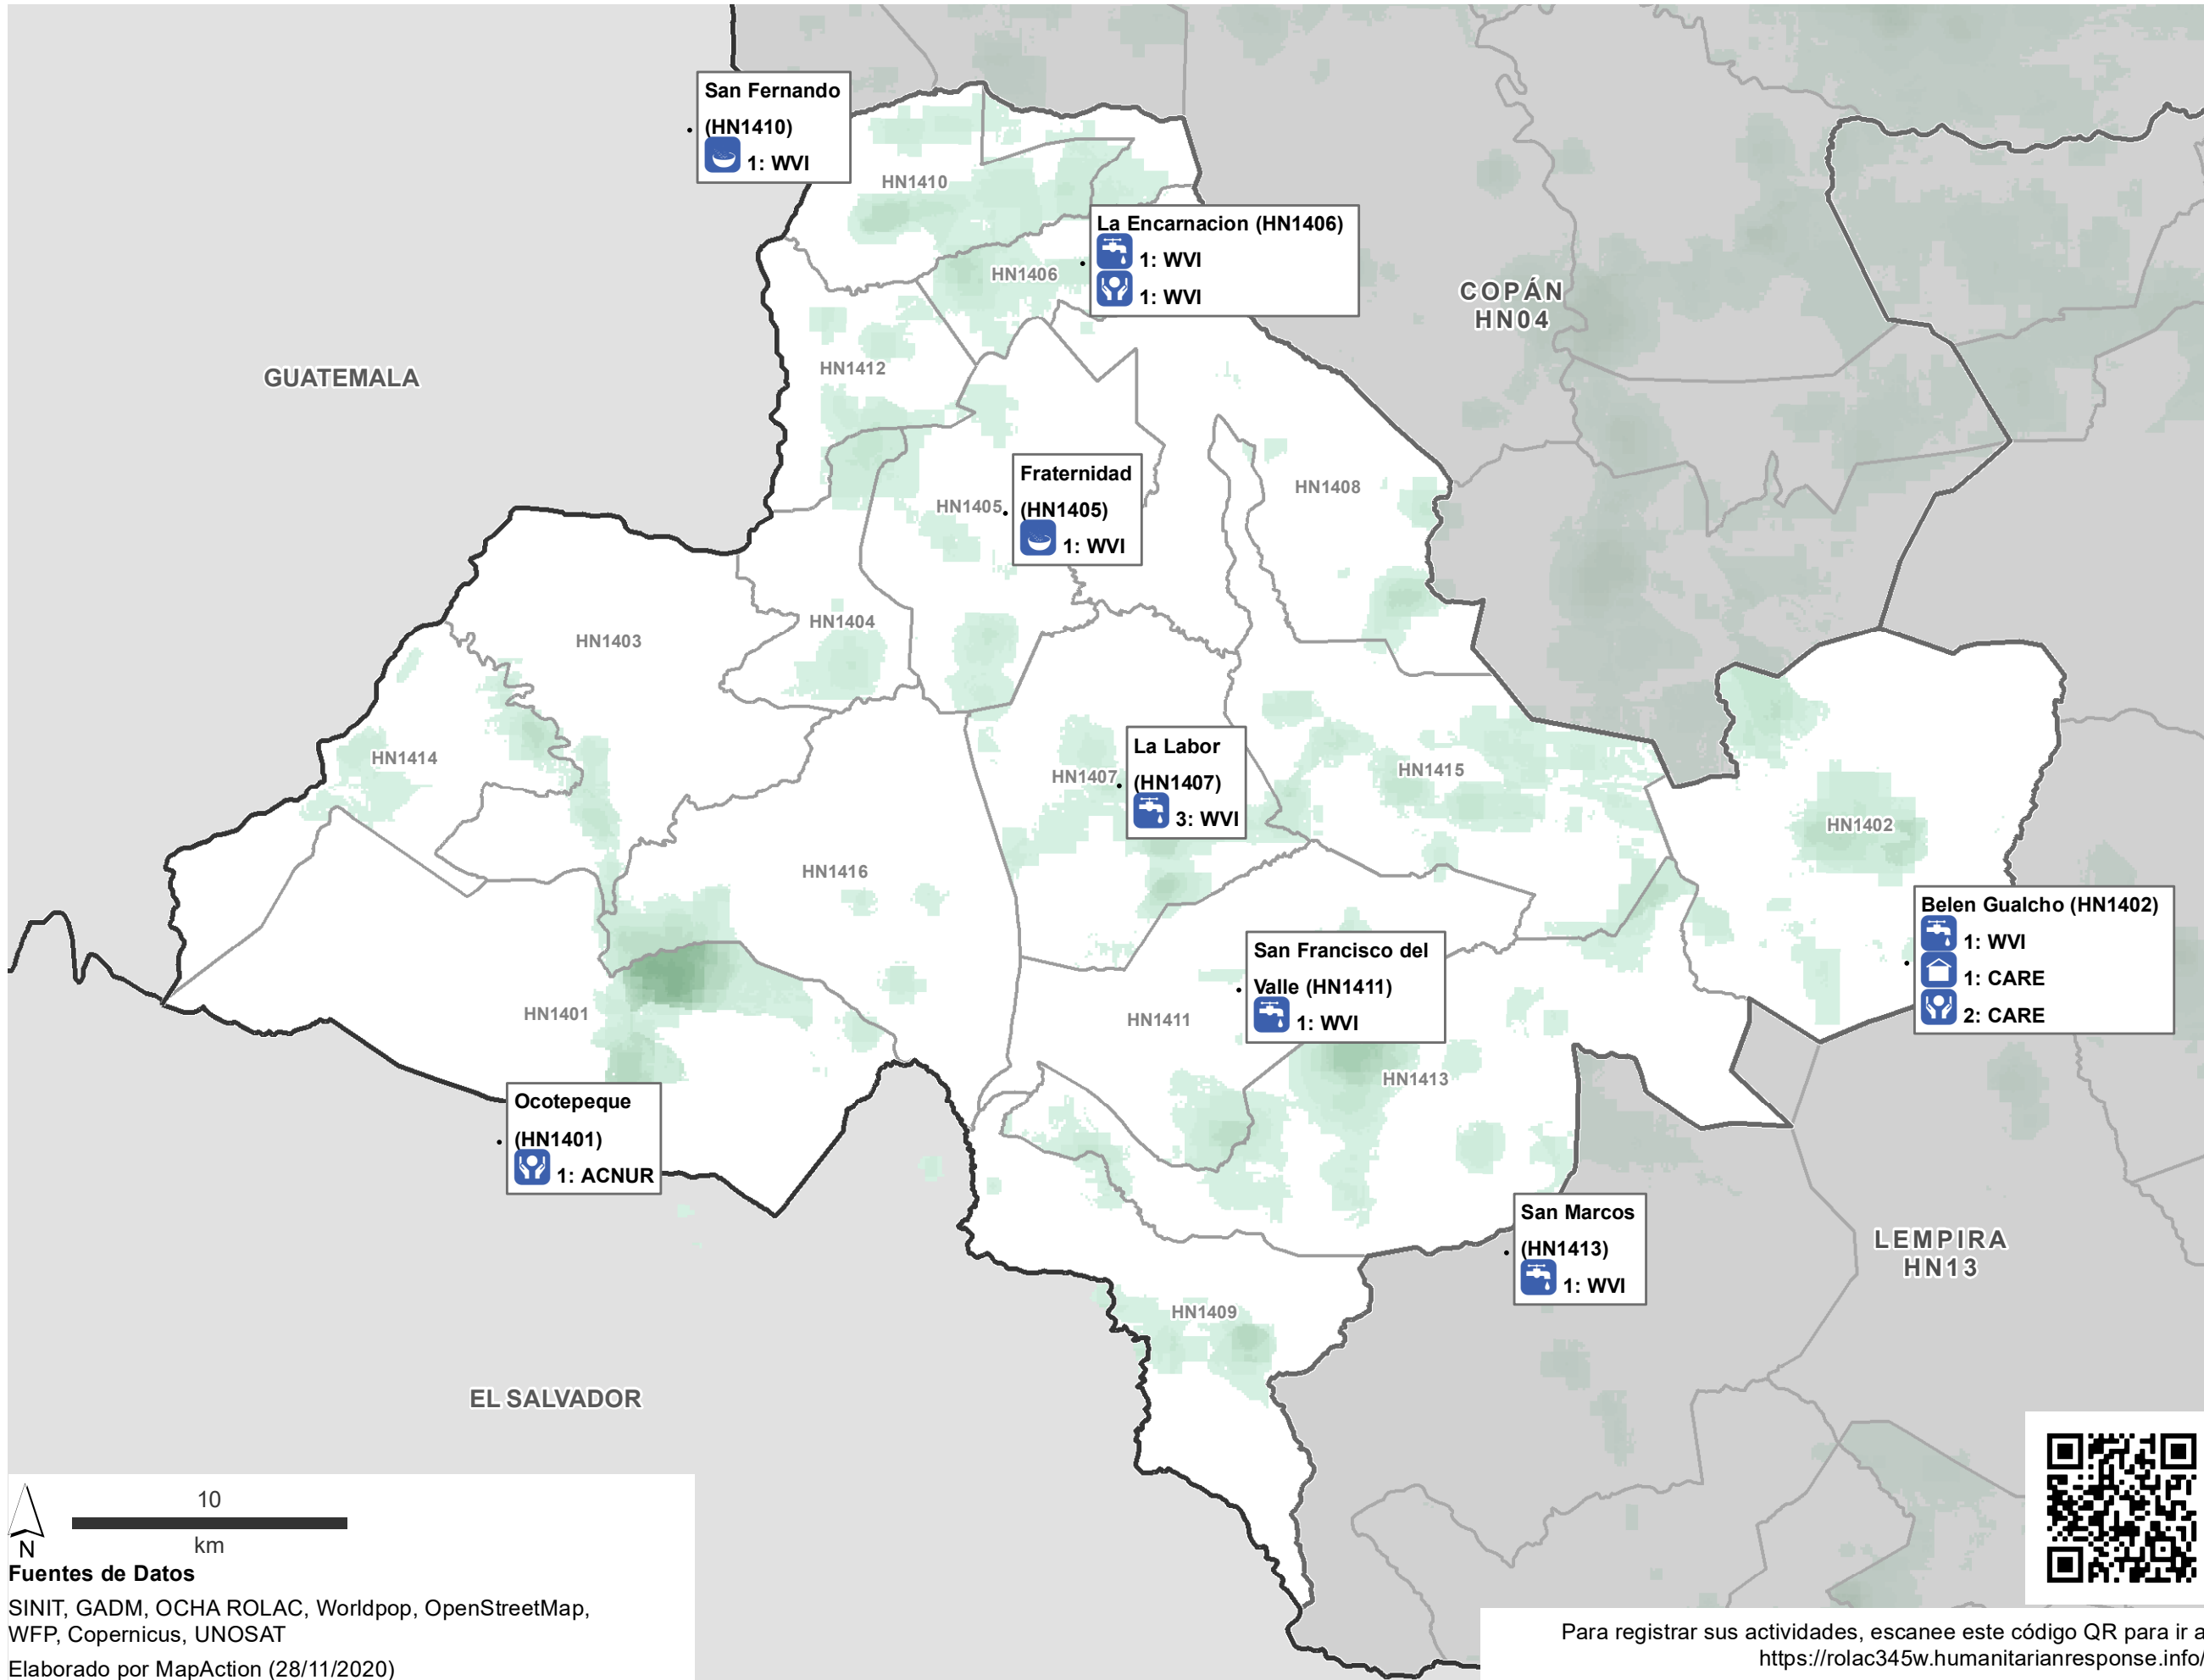 San Fernando
(HN1410)
1: WVI
HN1410
La Encarnacion (HN1406)
1: WVI
1: WVI
HN1406
COPÁN
HN04
GUATEMALA
HN1412
Fraternidad
(HN1405)
1: WVI
HN1405
HN1408
HN1403
HN1404
HN1414
La Labor
(HN1407)
3: WVI
HN1407
HN1415
HN1402
HN1416
Belen Gualcho (HN1402)
1: WVI
1: CARE
2: CARE
San Francisco del
Valle (HN1411)
1: WVI
HN1401
HN1411
HN1413
Ocotepeque
(HN1401)
1: ACNUR
San Marcos
(HN1413)
1: WVI
LEMPIRA
HN13
HN1409
EL SALVADOR
10
km
N
Fuentes de Datos
SINIT, GADM, OCHA ROLAC, Worldpop, OpenStreetMap,
WFP, Copernicus, UNOSAT
Elaborado por MapAction (28/11/2020)
Para registrar sus actividades, escanee este código QR para ir a
https://rolac345w.humanitarianresponse.info/